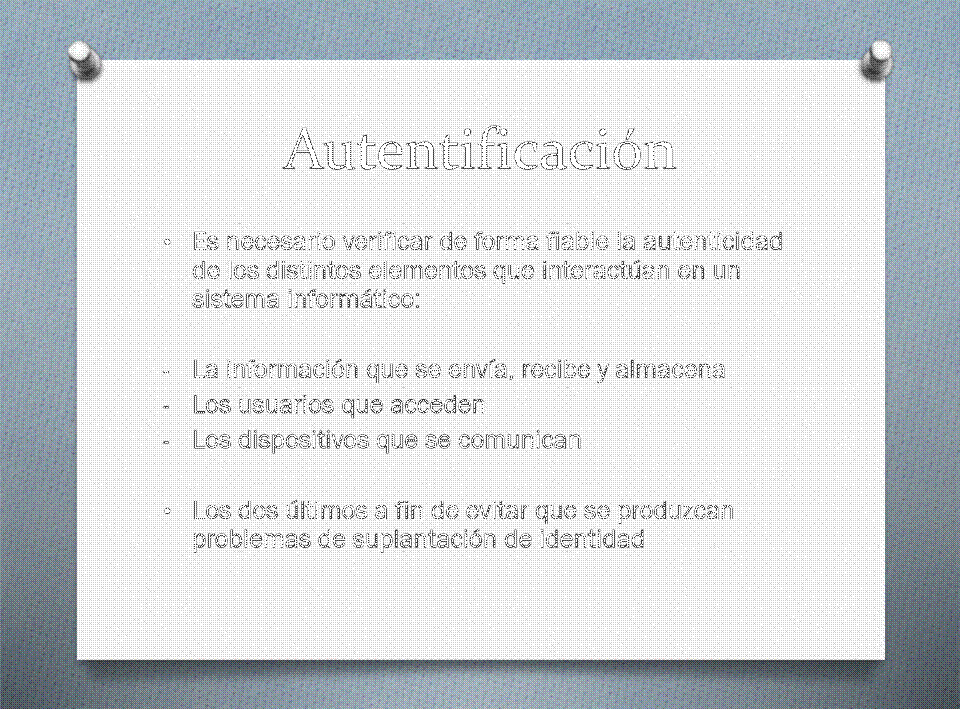 Autentificación
• Es necesario verificar de forma fiable la autenticidad
de los distintos elementos que interactúan en un
sistema informático:
- La información que se envía, recibe y almacena
- Los usuarios que acceden
- Los dispositivos que se comunican
• Los dos últimos a fin de evitar que se produzcan
problemas de suplantación de identidad